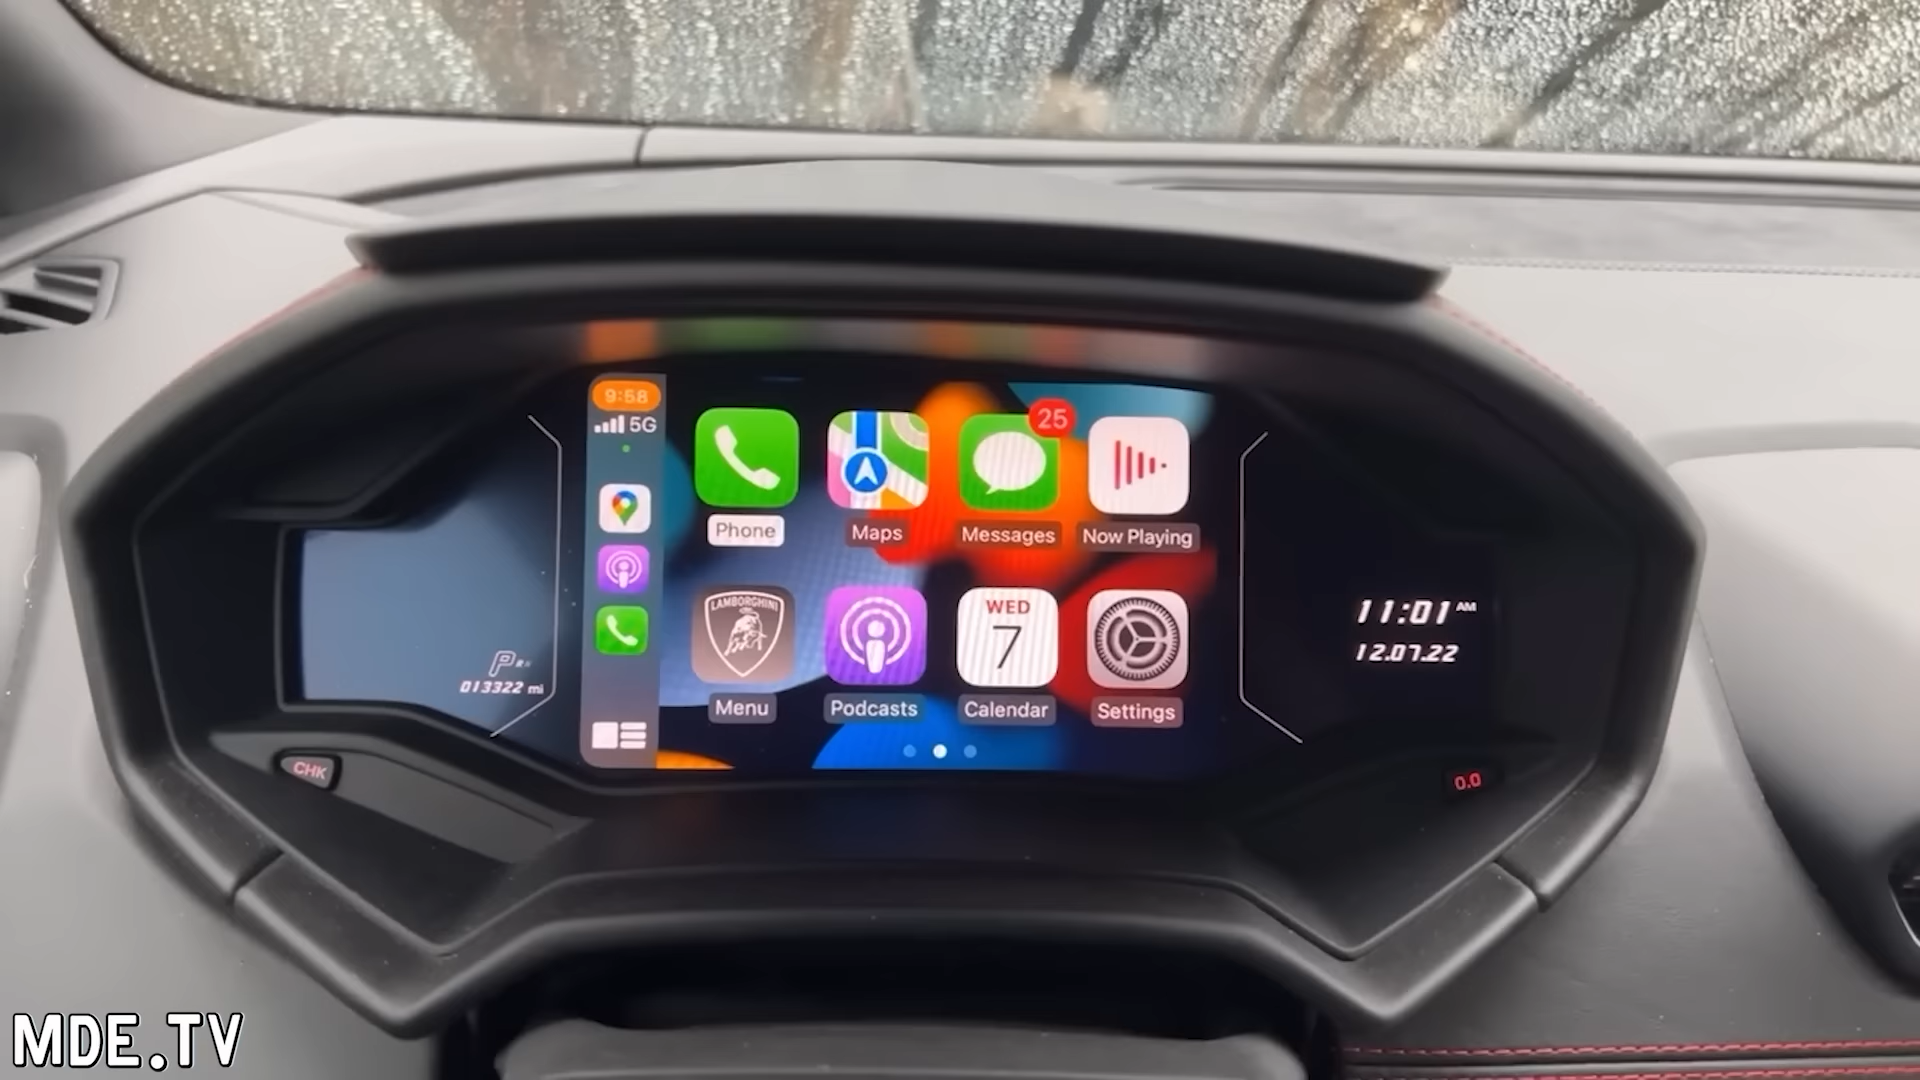 9:58
5G
25
Phone
Maps
Messages
Now Playing
LAMBORGHINI
WED
7
Menu
Podcasts
Calendar
Settings
P
013322 mi
11:01 AM
12.07.22
CHK
0.0
MDE.TV